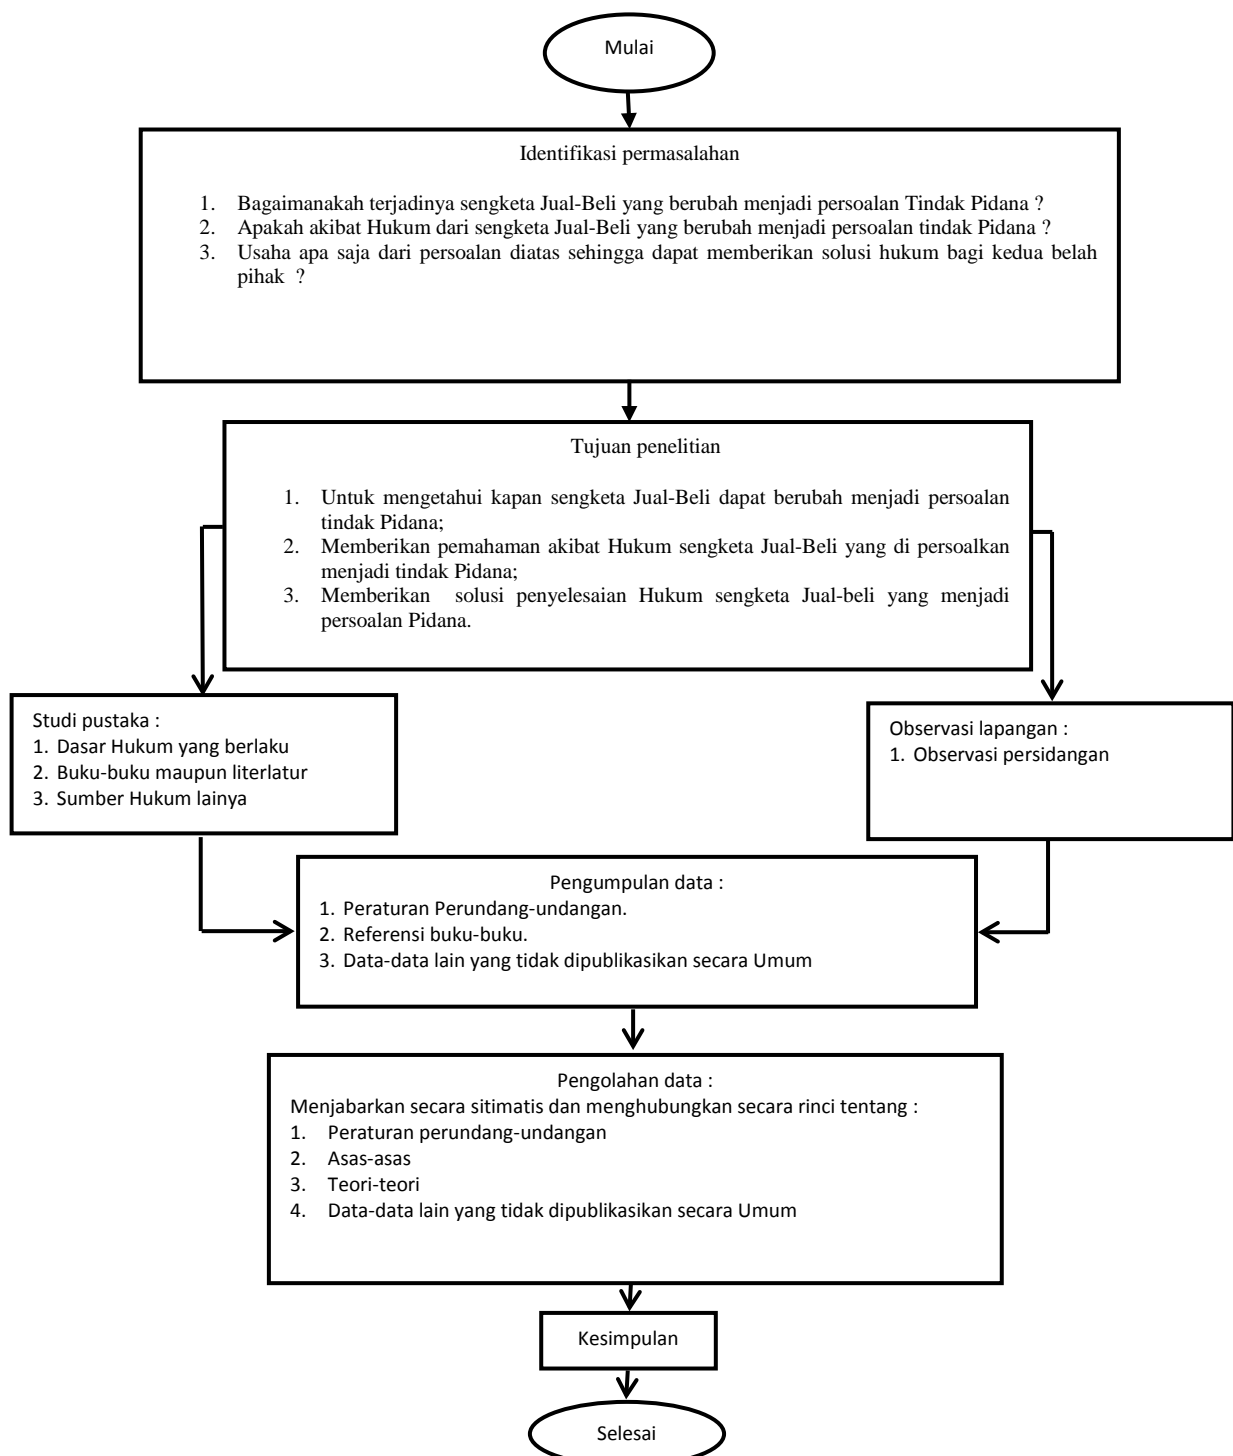 Mulai
Identifikasi permasalahan
1. Bagaimanakah terjadinya sengketa Jual-Beli yang berubah menjadi persoalan Tindak Pidana ?
2. Apakah akibat Hukum dari sengketa Jual-Beli yang berubah menjadi persoalan tindak Pidana ?
3. Usaha apa saja dari persoalan diatas sehingga dapat memberikan solusi hukum bagi kedua belah
pihak ?
Tujuan penelitian
1. Untuk mengetahui kapan sengketa Jual-Beli dapat berubah menjadi persoalan
tindak Pidana;
2. Memberikan pemahaman akibat Hukum sengketa Jual-Beli yang di persoalkan
menjadi tindak Pidana;
3. Memberikan solusi penyelesaian Hukum sengketa Jual-beli yang menjadi
persoalan Pidana.
Studi pustaka :
1. Dasar Hukum yang berlaku
2. Buku-buku maupun literlatur
3. Sumber Hukum lainya
Observasi lapangan :
1. Observasi persidangan
Pengumpulan data :
1. Peraturan Perundang-undangan.
2. Referensi buku-buku.
3. Data-data lain yang tidak dipublikasikan secara Umum
Pengolahan data :
Menjabarkan secara sitimatis dan menghubungkan secara rinci tentang :
1. Peraturan perundang-undangan
2. Asas-asas
3. Teori-teori
4. Data-data lain yang tidak dipublikasikan secara Umum
Kesimpulan
Selesai